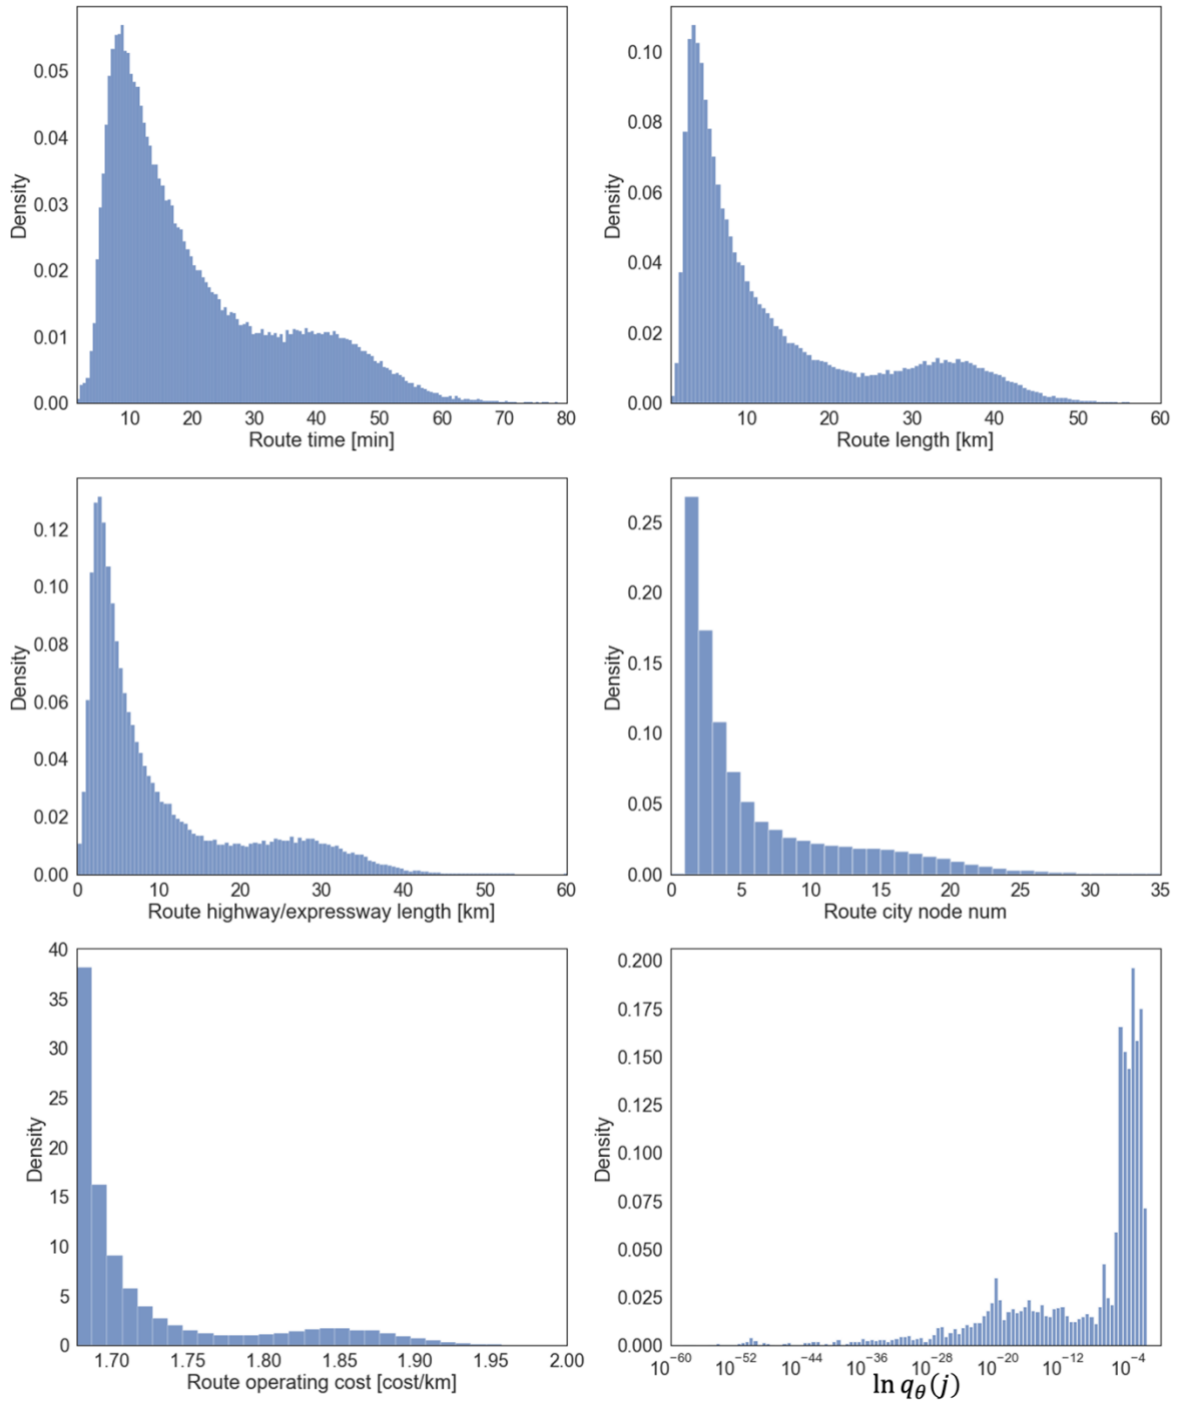 0.05
0.04
0.03
0.02
0.01
0.00
Density
10 20 30 40 50 60 70 80
Route time [min]
0.10
0.08
0.06
0.04
0.02
0.00
Density
10 20 30 40 50 60
Route length [km]
0.12
0.10
0.08
0.06
0.04
0.02
0.00
Density
0 10 20 30 40 50 60
Route highway/expressway length [km]
0.25
0.20
0.15
0.10
0.05
0.00
Density
0 5 10 15 20 25 30 35
Route city node num
40
35
30
25
20
15
10
5
0
Density
1.70 1.75 1.80 1.85 1.90 1.95 2.00
Route operating cost [cost/km]
0.200
0.175
0.150
0.125
0.100
0.075
0.050
0.025
0.000
Density
10⁻⁶⁰ 10⁻⁵² 10⁻⁴⁴ 10⁻³⁶ 10⁻²⁸ 10⁻²⁰ 10⁻¹² 10⁻⁴
ln q_θ(j)